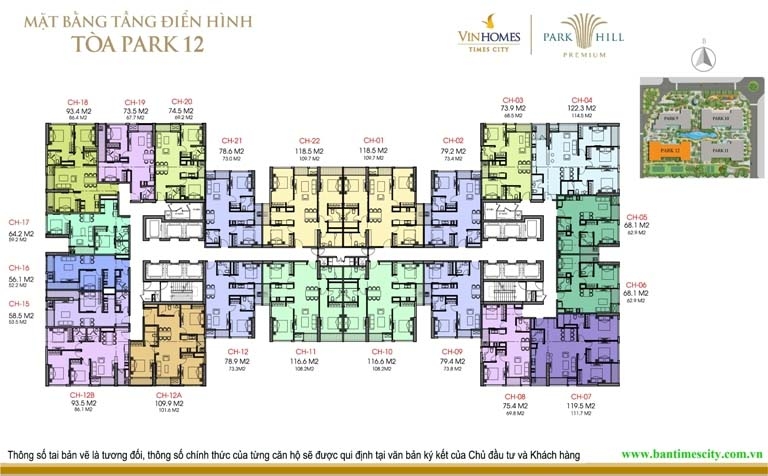 MẶT BẰNG TẦNG ĐIỂN HÌNH
TÒA PARK 12
VINHOMES
TIMES CITY
PARK HILL
PREMIUM
B
PARK 9
PARK 10
PARK 12
PARK 11
CH-18
93.4 M2
86.4 M2
CH-19
73.5 M2
67.7 M2
CH-20
74.5 M2
69.2 M2
CH-21
78.6 M2
73.0 M2
CH-22
118.5 M2
109.7 M2
CH-01
118.5 M2
109.7 M2
CH-02
79.2 M2
73.4 M2
CH-03
73.9 M2
68.5 M2
CH-04
122.3 M2
114.5 M2
CH-17
64.2 M2
59.2 M2
CH-05
68.1 M2
62.9 M2
CH-16
56.1 M2
52.2 M2
CH-06
68.1 M2
62.9 M2
CH-15
58.5 M2
53.5 M2
CH-12B
93.5 M2
86.1 M2
CH-12A
109.9 M2
101.6 M2
CH-12
78.9 M2
73.3M2
CH-11
116.6 M2
108.2 M2
CH-10
116.6 M2
108.2 M2
CH-09
79.4 M2
73.8 M2
CH-08
75.4 M2
69.8 M2
CH-07
119.5 M2
111.7 M2
Thông số tai bản vẽ là tương đối, thông số chính thức của từng căn hộ sẽ được qui định tại văn bản ký kết của Chủ đầu tư và Khách hàng
www.bantimescity.com.vn